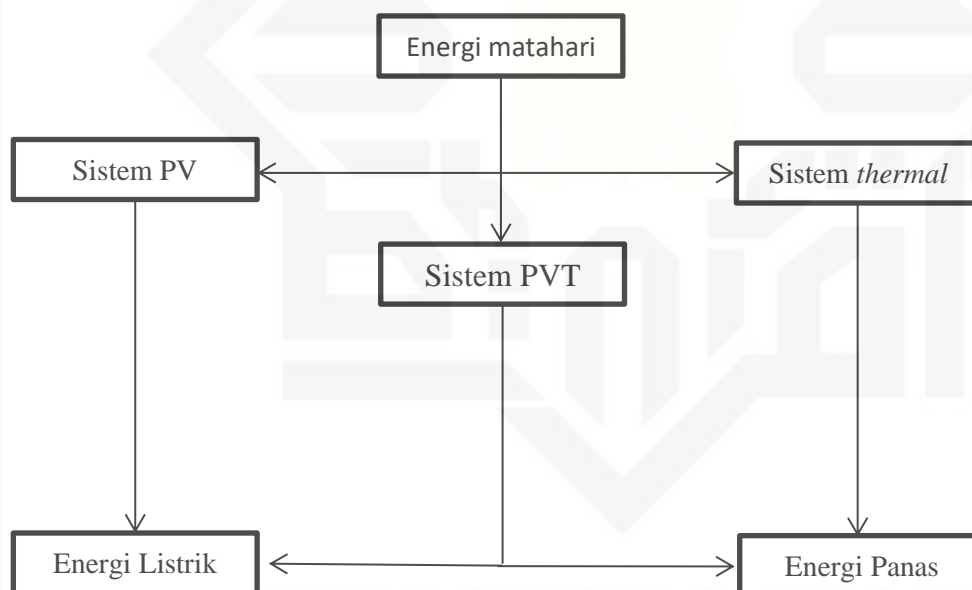 Energi matahari
Sistem PV
Sistem thermal
Sistem PVT
Energi Listrik
Energi Panas